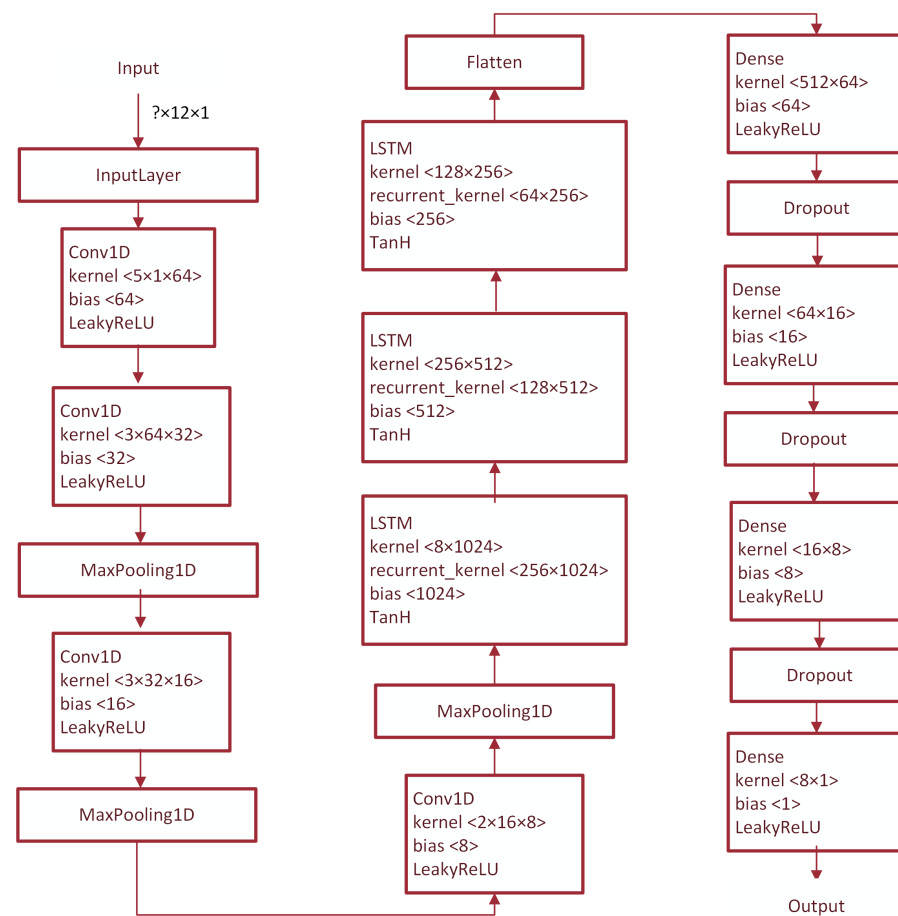 Input
?×12×1
InputLayer
Conv1D
kernel <5×1×64>
bias <64>
LeakyReLU
Conv1D
kernel <3×64×32>
bias <32>
LeakyReLU
MaxPooling1D
Conv1D
kernel <3×32×16>
bias <16>
LeakyReLU
MaxPooling1D
Conv1D
kernel <2×16×8>
bias <8>
LeakyReLU
MaxPooling1D
LSTM
kernel <8×1024>
recurrent_kernel <256×1024>
bias <1024>
TanH
LSTM
kernel <256×512>
recurrent_kernel <128×512>
bias <512>
TanH
LSTM
kernel <128×256>
recurrent_kernel <64×256>
bias <256>
TanH
Flatten
Dense
kernel <512×64>
bias <64>
LeakyReLU
Dropout
Dense
kernel <64×16>
bias <16>
LeakyReLU
Dropout
Dense
kernel <16×8>
bias <8>
LeakyReLU
Dropout
Dense
kernel <8×1>
bias <1>
LeakyReLU
Output